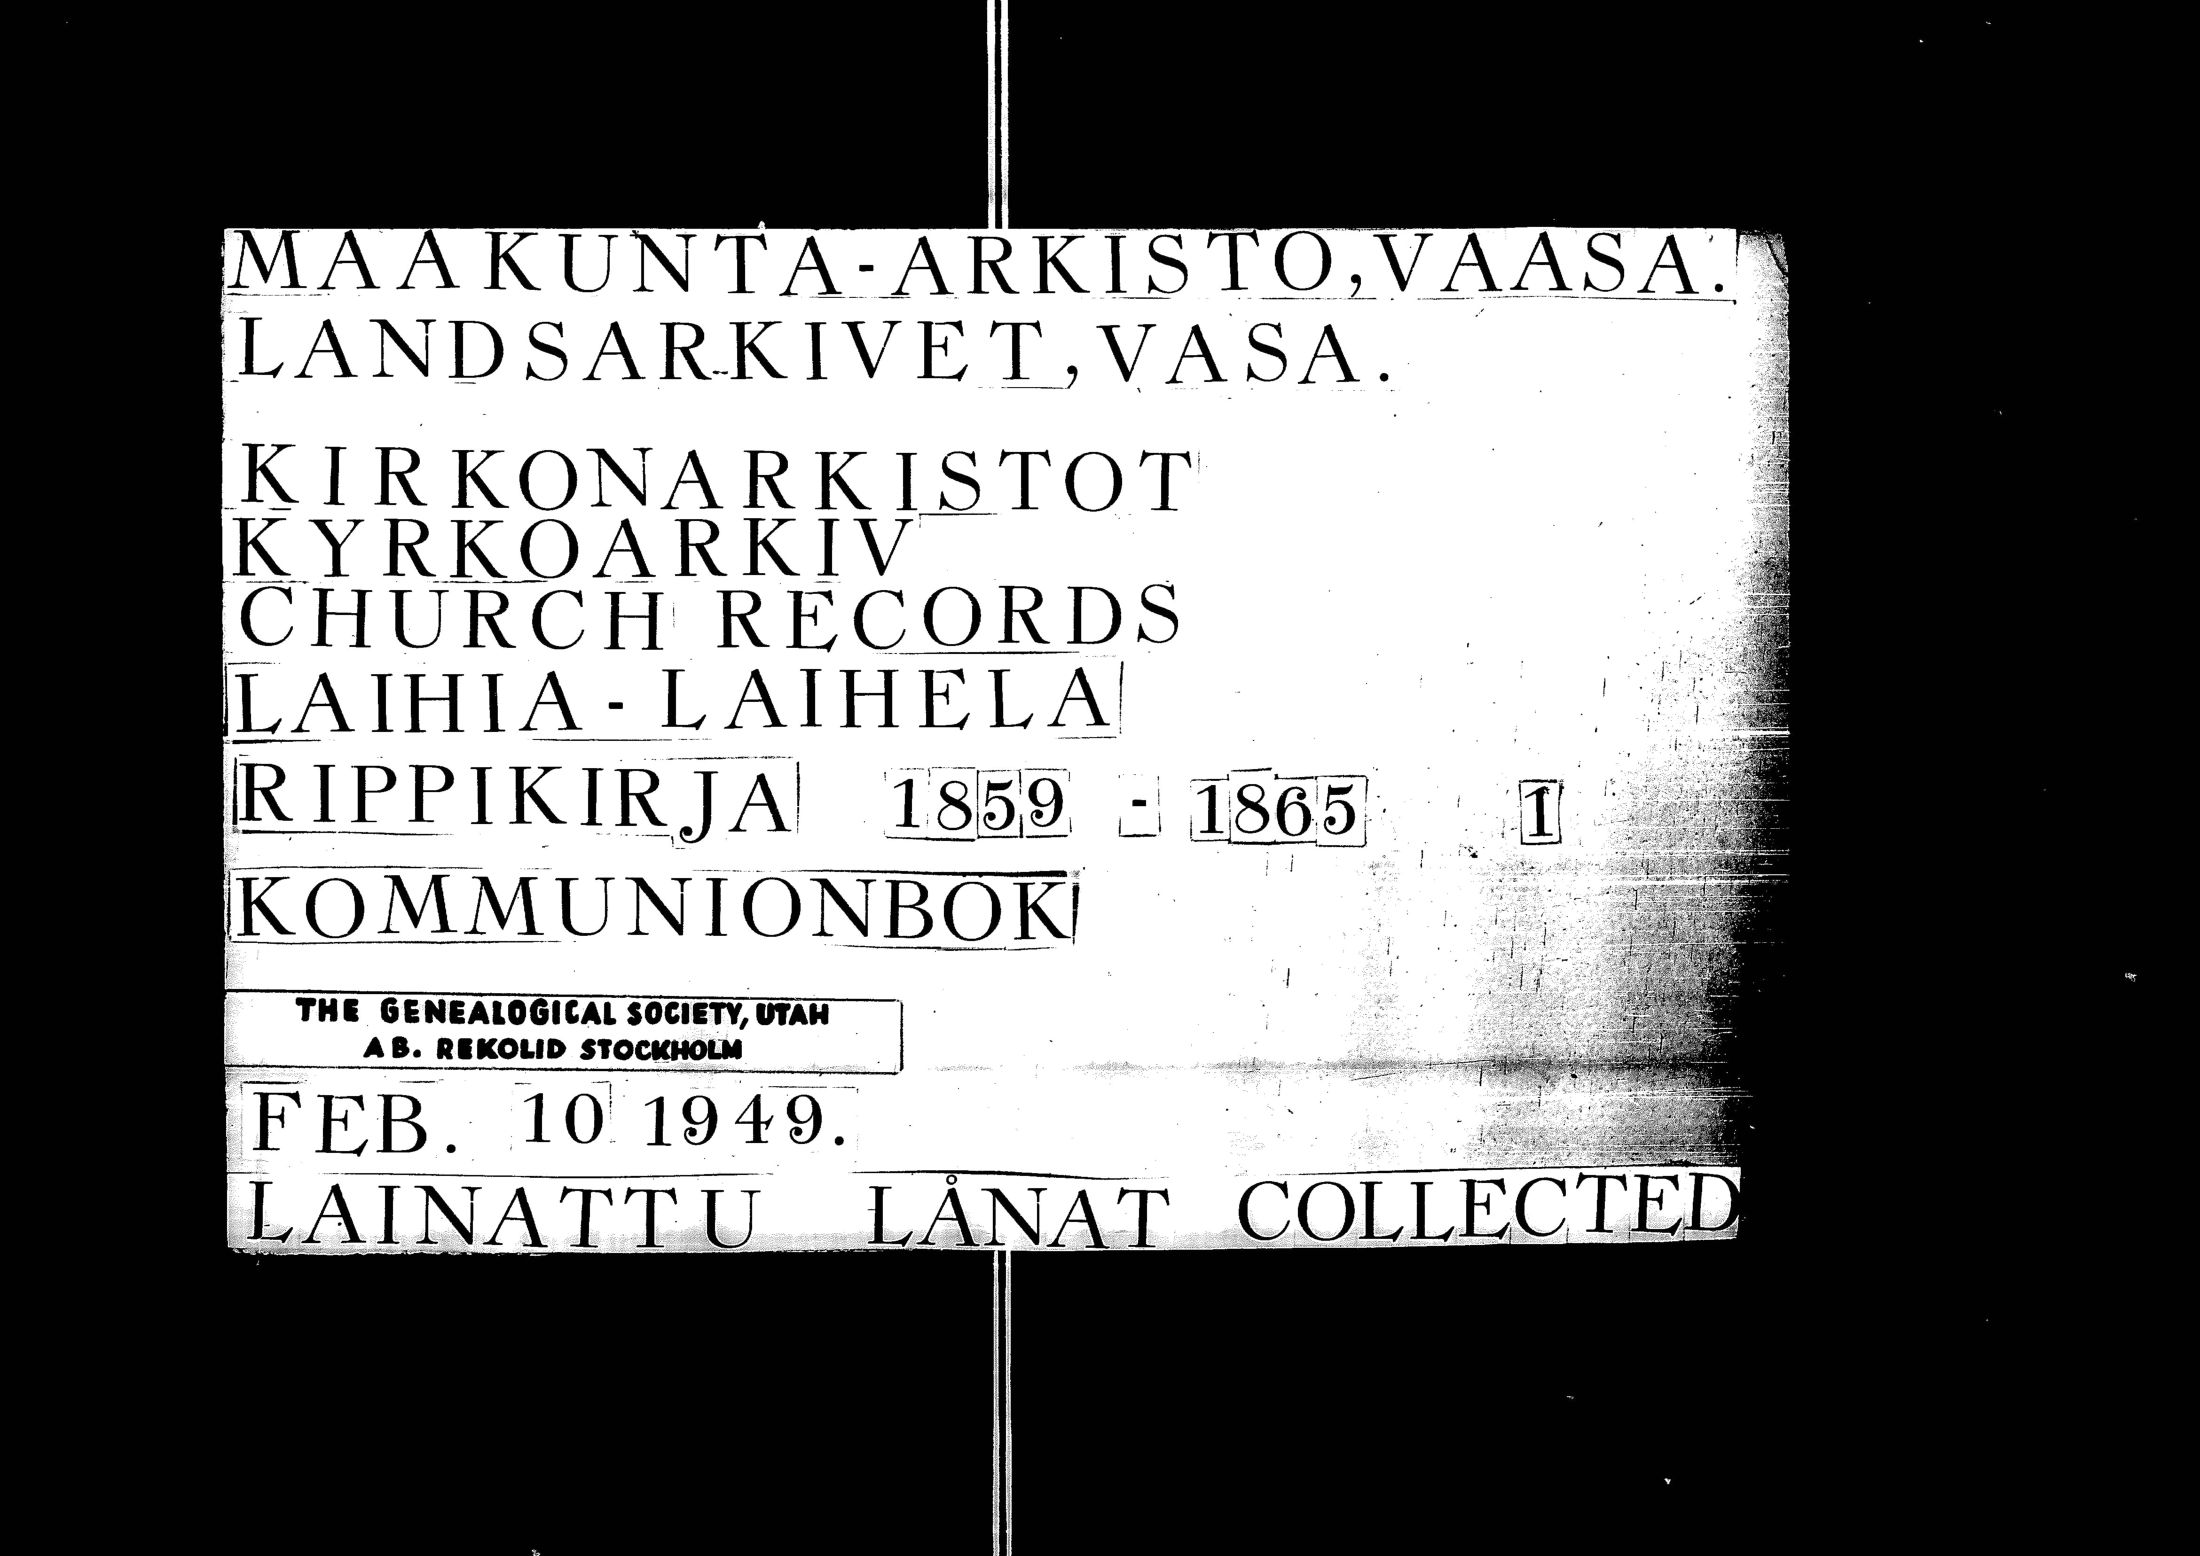 MAAKUNTA-ARKISTO, VAASA.
LANDSARKIVET, VASA.
KIRKONARKISTOT
KYRKOARKIV
CHURCH RECORDS
LAIHIA - LAIHELA
RIPPIKIRJA 1859 - 1865 1
KOMMUNIONBOK
THE GENEALOGICAL SOCIETY, UTAH
AB. REKOLID STOCKHOLM
FEB. 10 1949.
LAINATTU LÅNAT COLLECTED